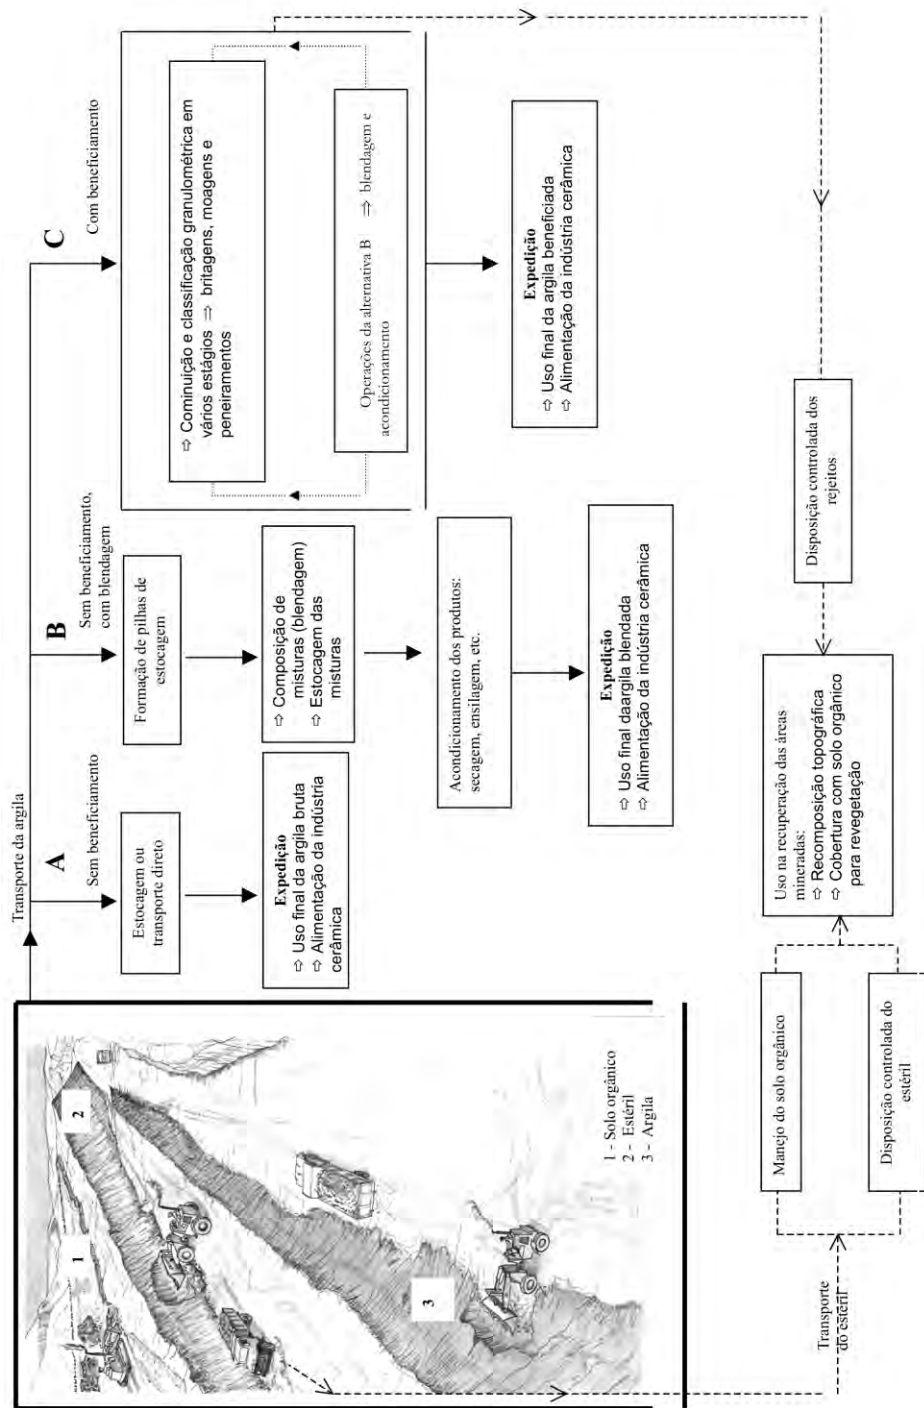 1
2
3
1 - Solo orgânico
2 - Estéril
3 - Argila
Transporte da argila
A
Sem beneficiamento
Estocagem ou
transporte direto
Expedição
⇨ Uso final da argila bruta
⇨ Alimentação da indústria
cerâmica
B
Sem beneficiamento,
com blendagem
Formação de pilhas de
estocagem
⇨ Composição de
misturas (blendagem)
⇨ Estocagem das
misturas
Acondicionamento dos produtos:
secagem, ensilagem, etc.
Expedição
⇨ Uso final daargila blendada
⇨ Alimentação da indústria cerâmica
C
Com beneficiamento
⇨ Cominuição e classificação granulométrica em
vários estágios ⇒ britagens, moagens e
peneiramentos
Operações da alternativa B ⇒ blendagem e
acondicionamento
Expedição
⇨ Uso final da argila beneficiada
⇨ Alimentação da indústria cerâmica
Transporte
do estéril
Manejo do solo orgânico
Disposição controlada do
estéril
Uso na recuperação das áreas
mineradas:
⇨ Recomposição topográfica
⇨ Cobertura com solo orgânico
para revegetação
Disposição controlada dos
rejeitos